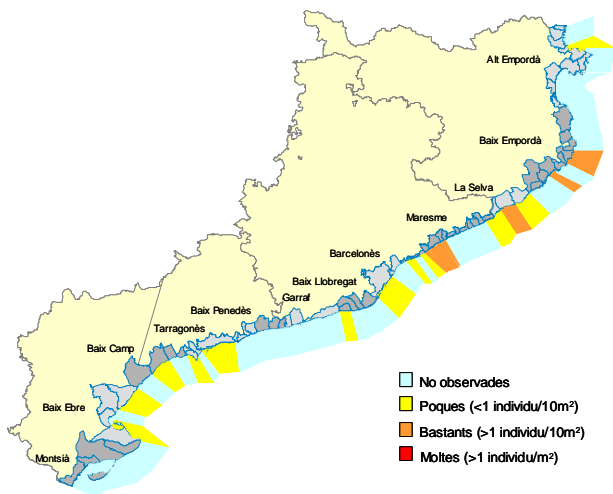 Alt Empordà
Baix Empordà
La Selva
Maresme
Barcelonès
Baix Llobregat
Garraf
Baix Penedès
Tarragonès
Baix Camp
Baix Ebre
Montsià
No observades
Poques (<1 individu/10m²)
Bastants (>1 individu/10m²)
Moltes (>1 individu/m²)